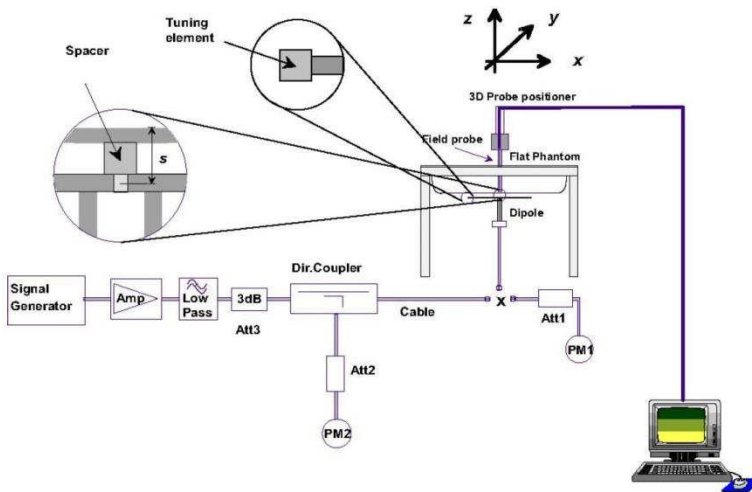 Tuning
element
Spacer
s
z
y
x
3D Probe positioner
Field probe
Flat Phantom
Dipole
Dir.Coupler
Signal
Generator
Amp
Low
Pass
3dB
Att3
Cable
x
Att1
PM1
Att2
PM2